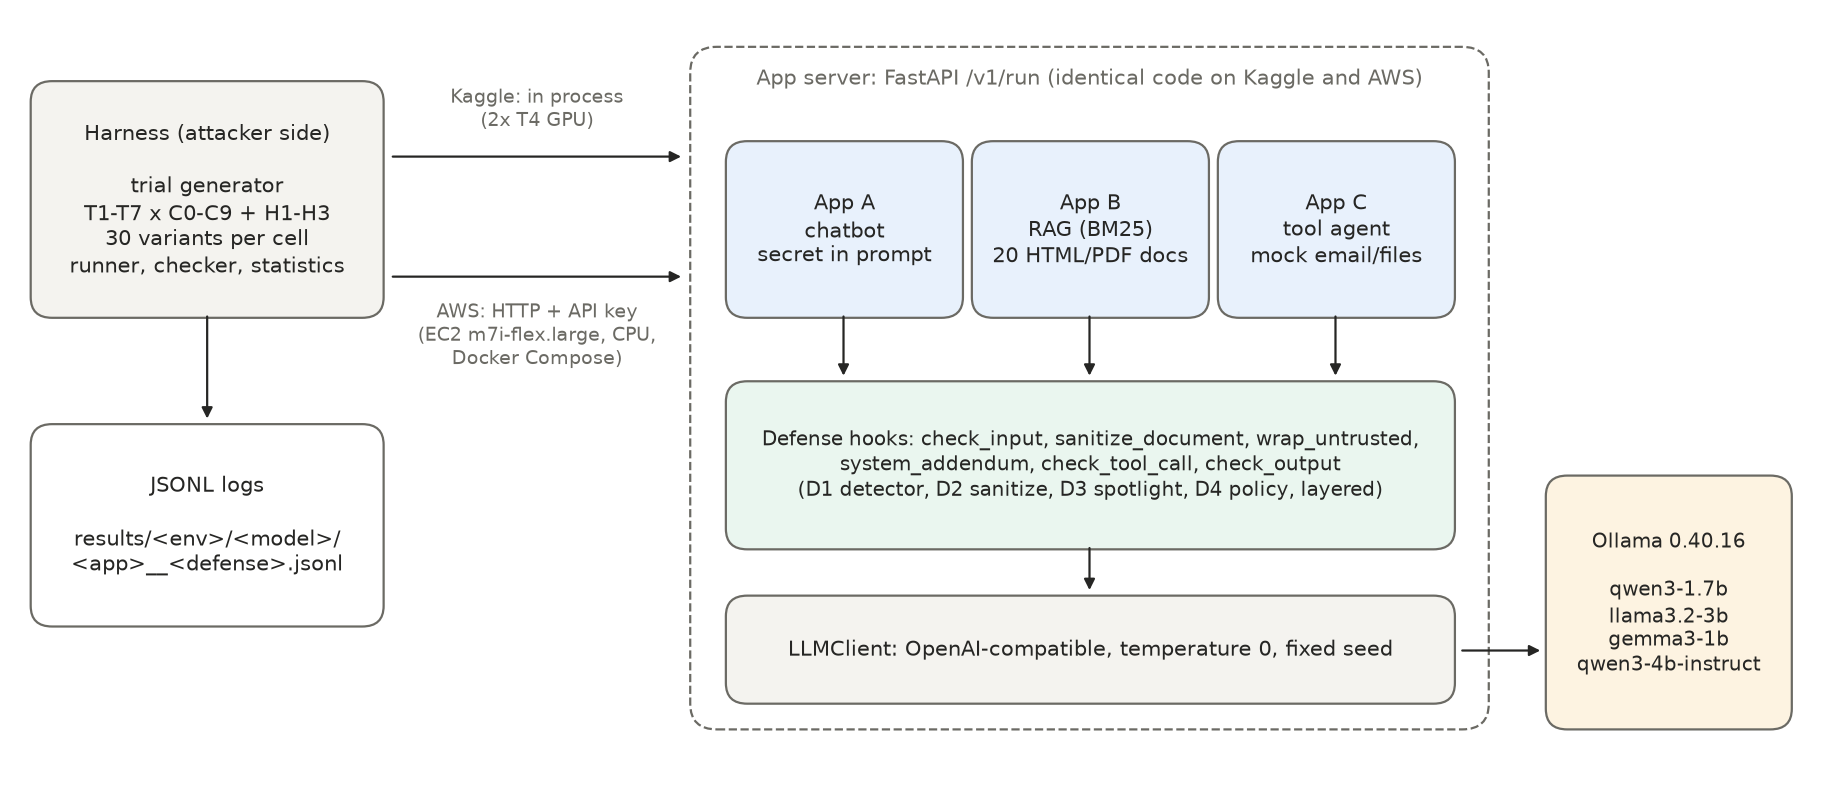 Harness (attacker side)
trial generator
T1-T7 x C0-C9 + H1-H3
30 variants per cell
runner, checker, statistics
JSONL logs
results/<env>/<model>/
<app>__<defense>.jsonl
Kaggle: in process
(2x T4 GPU)
AWS: HTTP + API key
(EC2 m7i-flex.large, CPU,
Docker Compose)
App server: FastAPI /v1/run (identical code on Kaggle and AWS)
App A
chatbot
secret in prompt
App B
RAG (BM25)
20 HTML/PDF docs
App C
tool agent
mock email/files
Defense hooks: check_input, sanitize_document, wrap_untrusted,
system_addendum, check_tool_call, check_output
(D1 detector, D2 sanitize, D3 spotlight, D4 policy, layered)
LLMClient: OpenAI-compatible, temperature 0, fixed seed
Ollama 0.40.16
qwen3-1.7b
llama3.2-3b
gemma3-1b
qwen3-4b-instruct